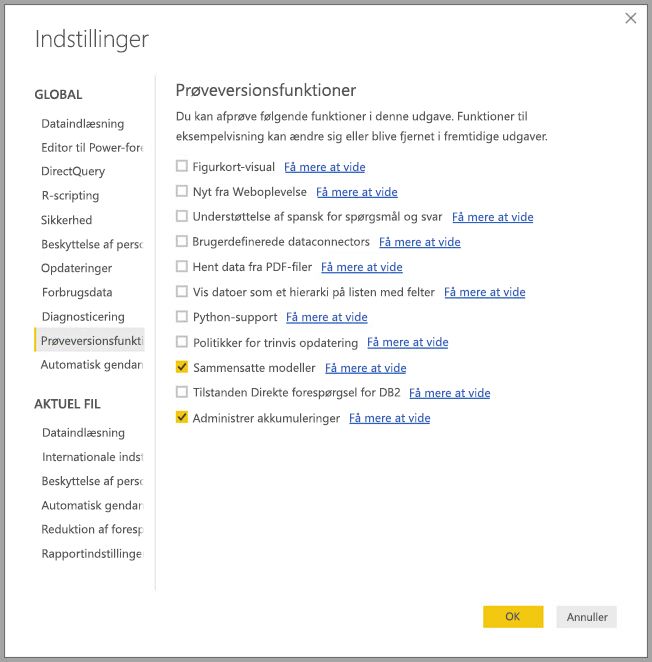 Indstillinger
GLOBAL
Dataindlæsning
Editor til Power-fore
DirectQuery
R-scripting
Sikkerhed
Beskyttelse af perso
Opdateringer
Forbrugsdata
Diagnosticering
Prøveversionsfunkti
Automatisk gendan
AKTUEL FIL
Dataindlæsning
Internationale indst
Beskyttelse af perso
Automatisk gendan
Reduktion af foresp
Rapportindstillinge
Prøveversionsfunktioner
Du kan afprøve følgende funktioner i denne udgave. Funktioner til
eksempelvisning kan ændre sig eller blive fjernet i fremtidige udgaver.
Figurkort-visual Få mere at vide
Nyt fra Weboplevelse Få mere at vide
Understøttelse af spansk for spørgsmål og svar Få mere at vide
Brugerdefinerede dataconnectors Få mere at vide
Hent data fra PDF-filer Få mere at vide
Vis datoer som et hierarki på listen med felter Få mere at vide
Python-support Få mere at vide
Politikker for trinvis opdatering Få mere at vide
Sammensatte modeller Få mere at vide
Tilstanden Direkte forespørgsel for DB2 Få mere at vide
Administrer akkumuleringer Få mere at vide
OK
Annuller